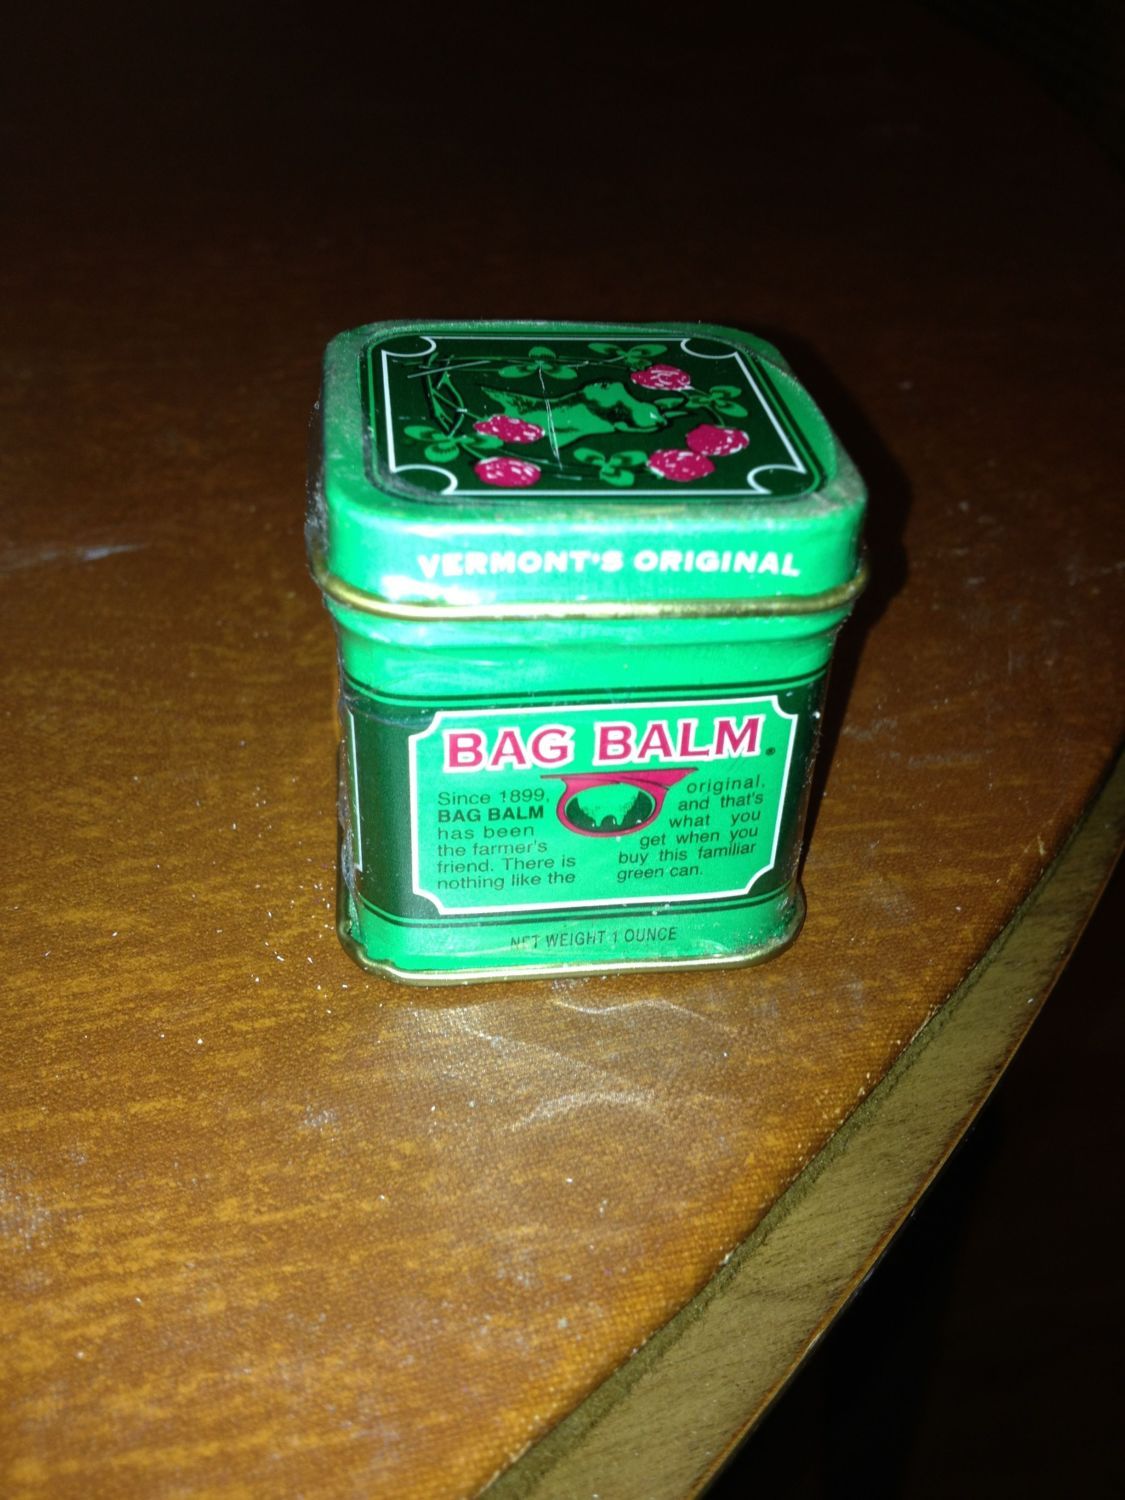 VERMONT'S ORIGINAL
BAG BALM®
Since 1899,
BAG BALM
has been
the farmer's
friend. There is
nothing like the
original,
and that's
what you
get when you
buy this familiar
green can.
NET WEIGHT 1 OUNCE